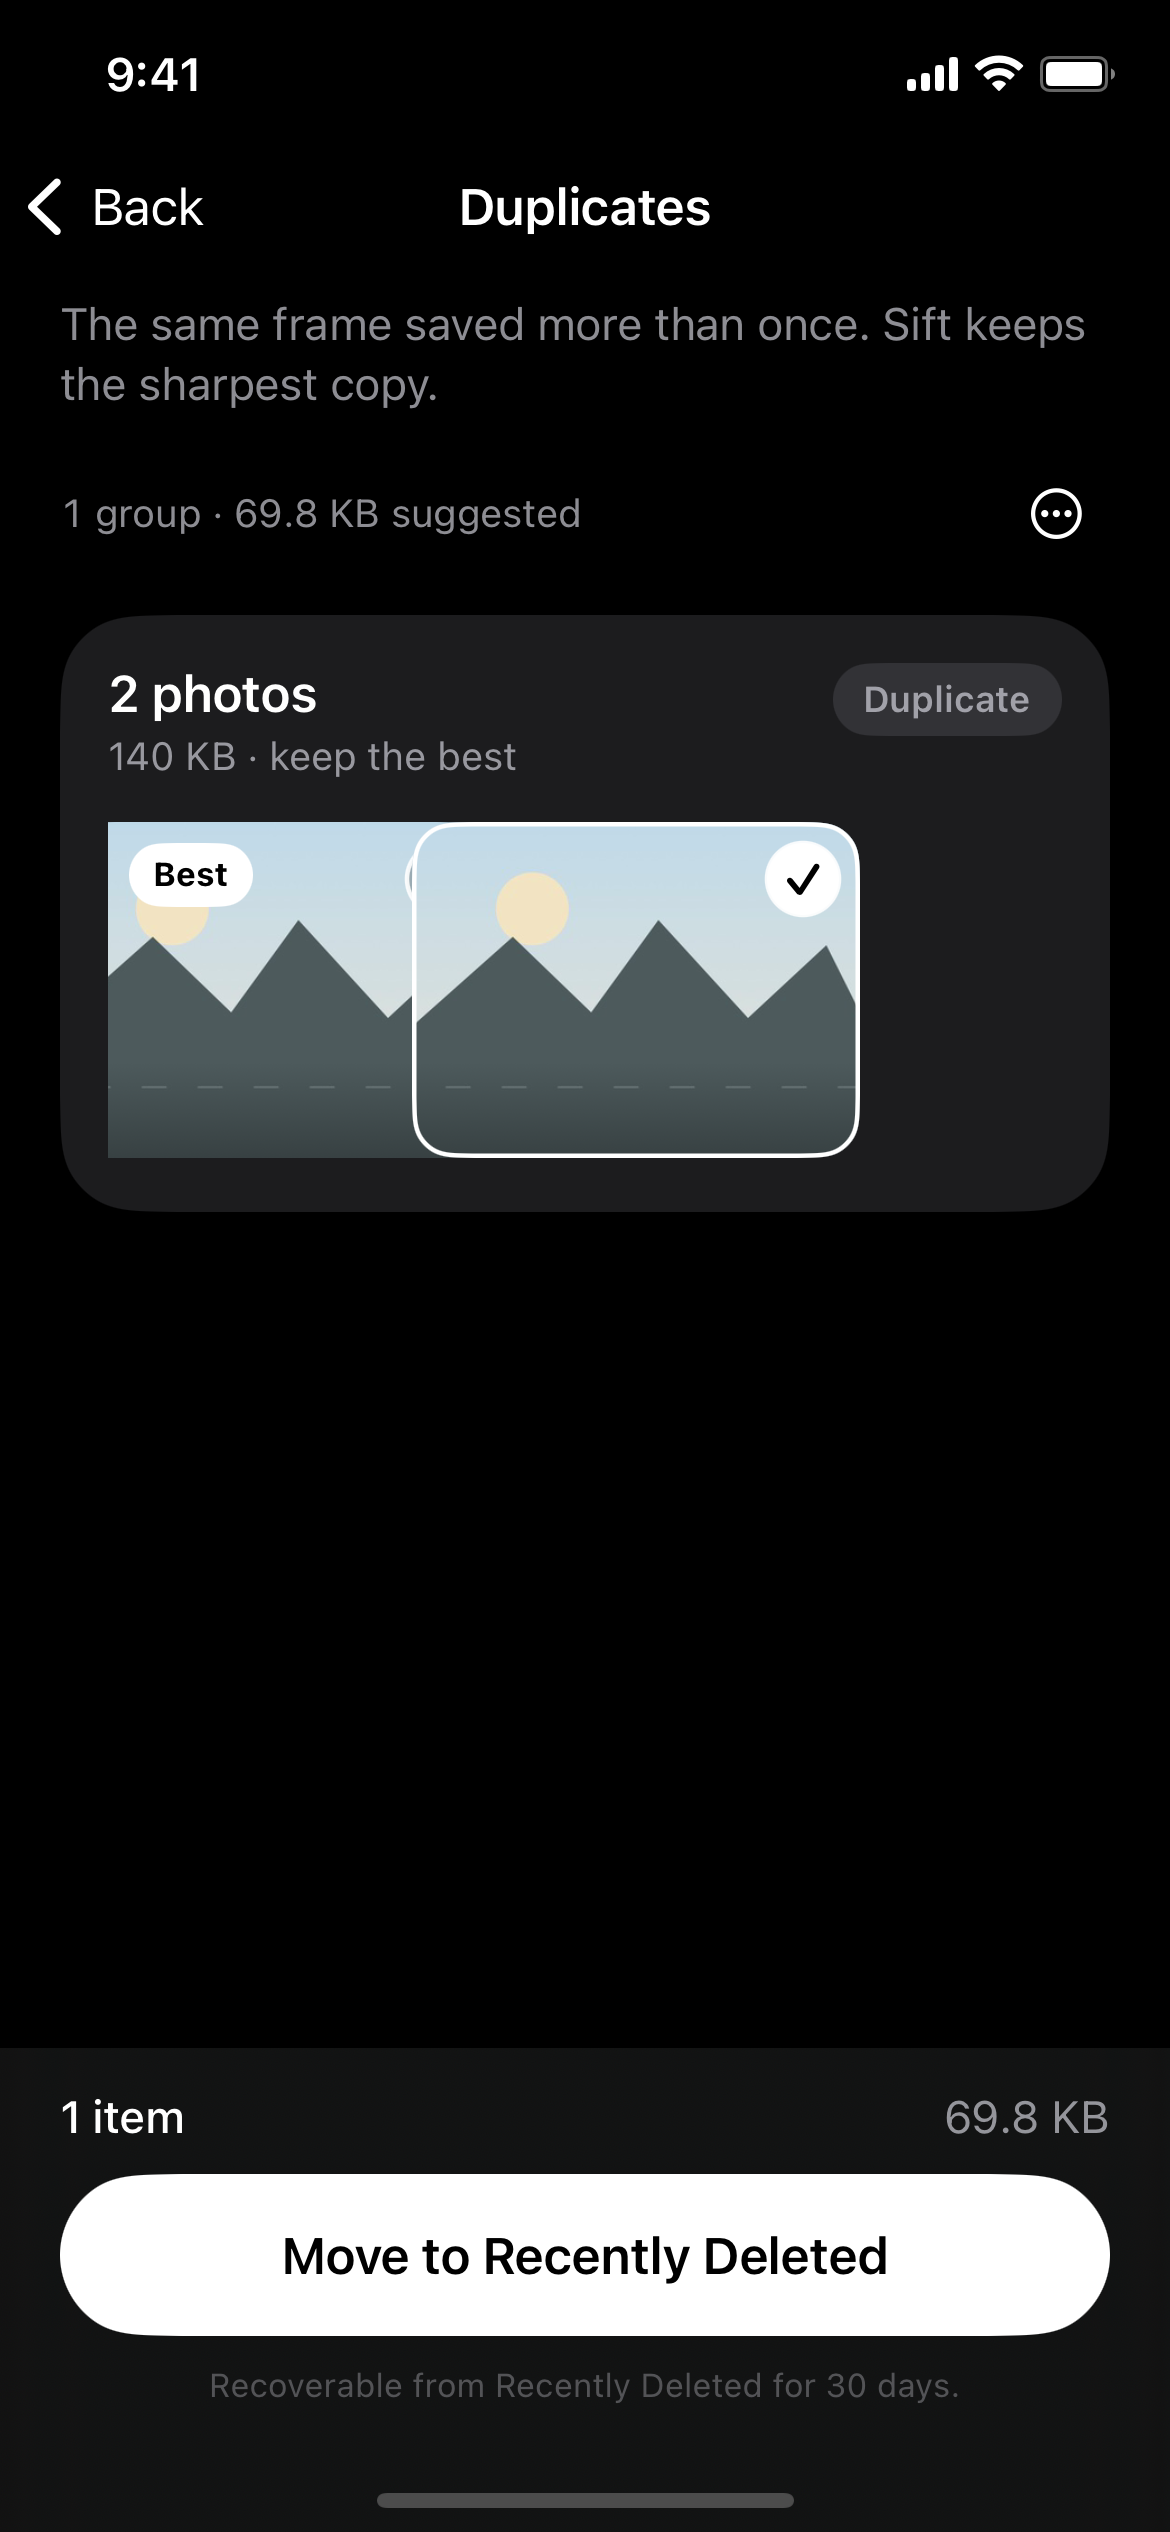 9:41
Back
Duplicates
The same frame saved more than once. Sift keeps
the sharpest copy.
1 group · 69.8 KB suggested
2 photos
Duplicate
140 KB · keep the best
Best
1 item
69.8 KB
Move to Recently Deleted
Recoverable from Recently Deleted for 30 days.